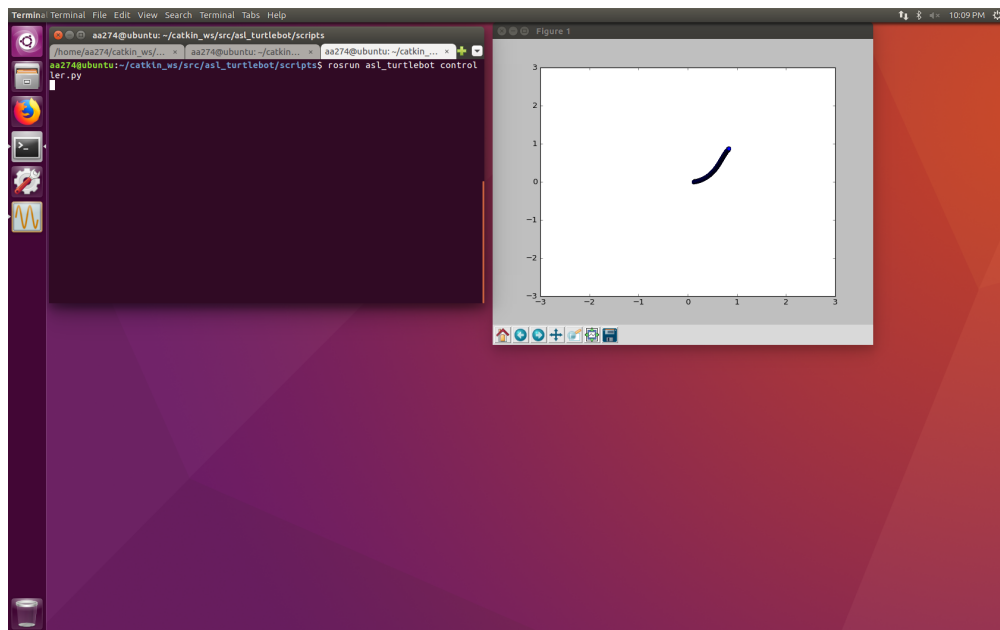 Terminal Terminal File Edit View Search Terminal Tabs Help
10:09 PM
aa274@ubuntu: ~/catkin_ws/src/asl_turtlebot/scripts
/home/aa274/catkin_ws/... × aa274@ubuntu: ~/catkin... × aa274@ubuntu: ~/catkin_... ×
aa274@ubuntu:~/catkin_ws/src/asl_turtlebot/scripts$ rosrun asl_turtlebot control
ler.py
Figure 1
3
2
1
0
−1
−2
−3
−3 −2 −1 0 1 2 3